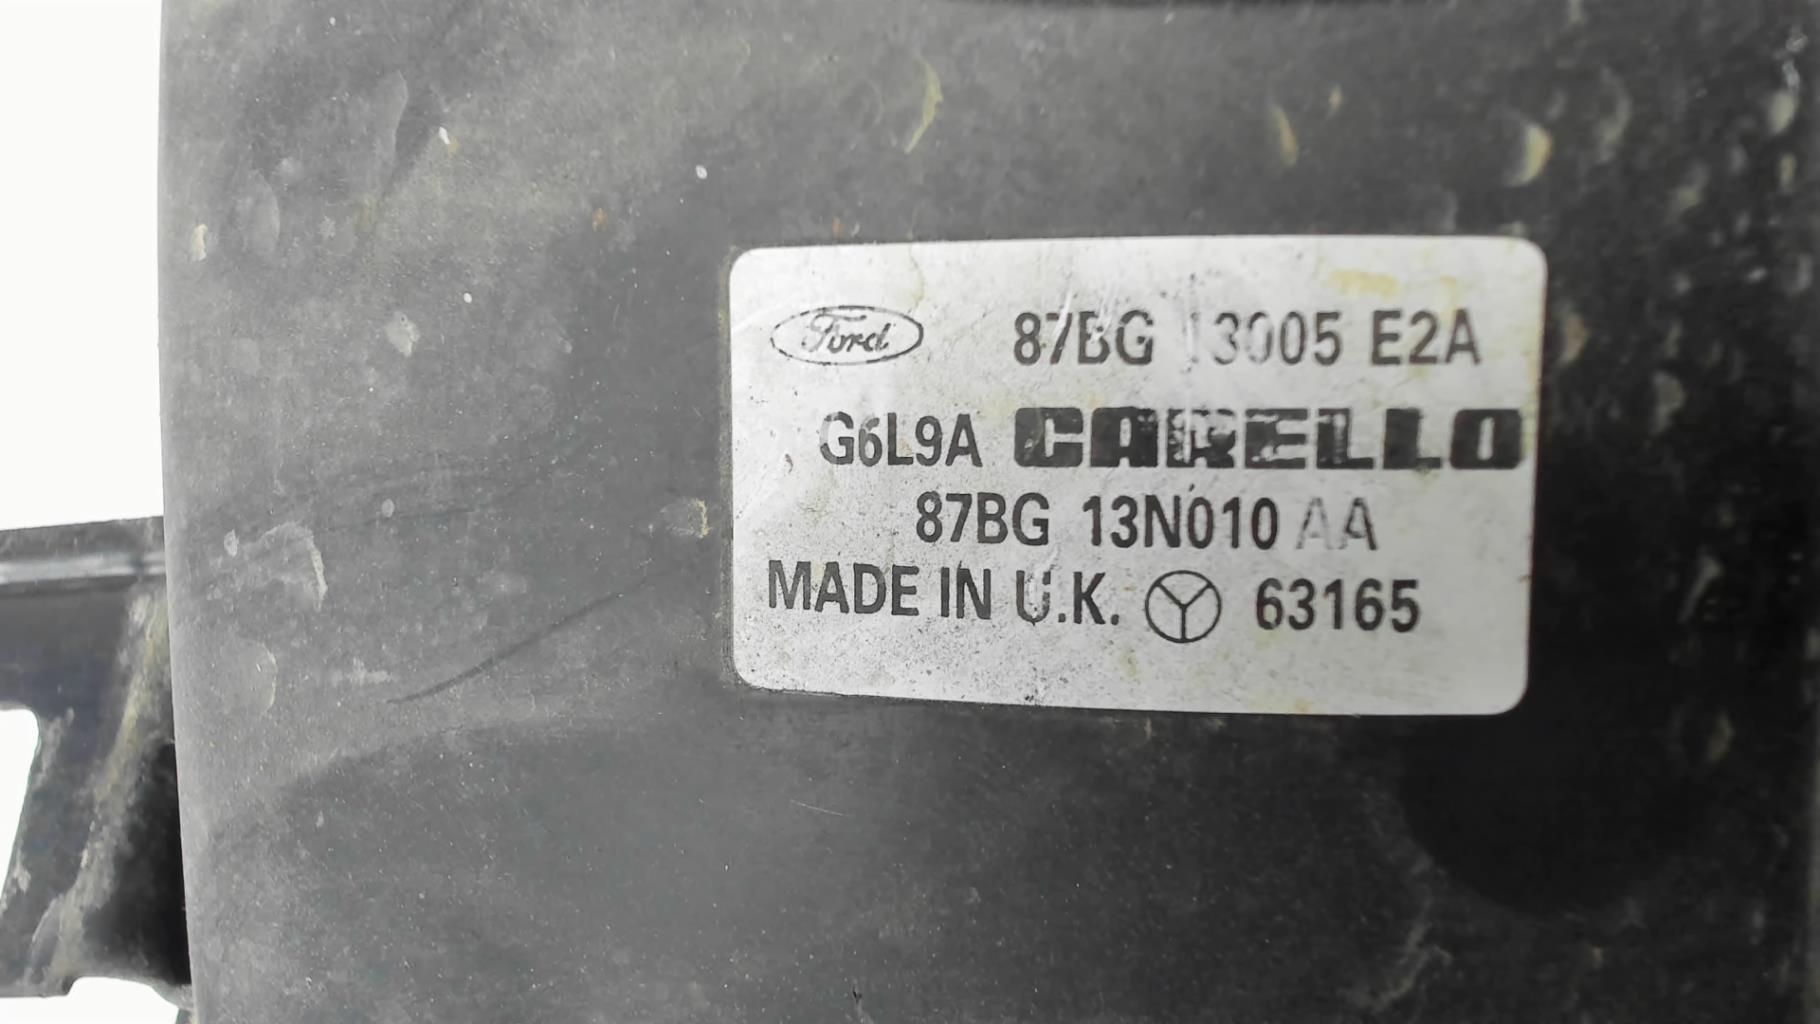 Ford 87BG 13005 E2A
G6L9A CARELLO
87BG 13N010 AA
MADE IN U.K. 63165